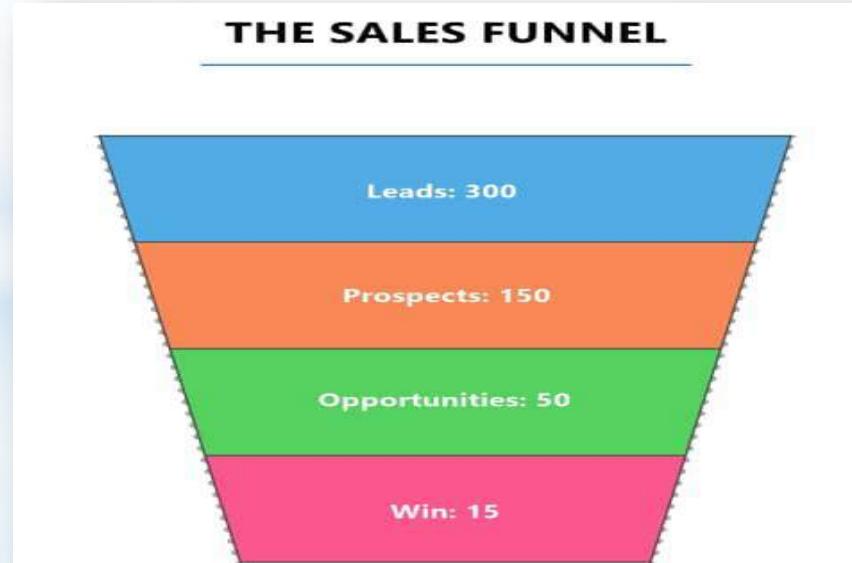 THE SALES FUNNEL
Leads: 300
Prospects: 150
Opportunities: 50
Win: 15